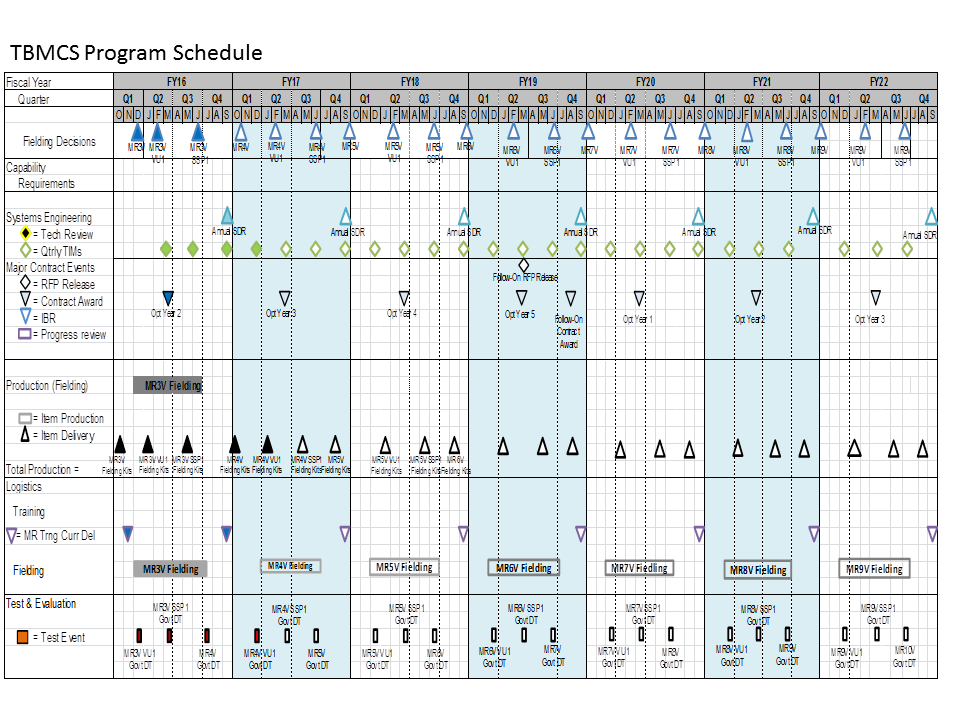 TBMCS Program Schedule
Fiscal Year FY16 FY17 FY18 FY19 FY20 FY21 FY22
Quarter Q1 Q2 Q3 Q4 Q1 Q2 Q3 Q4 Q1 Q2 Q3 Q4 Q1 Q2 Q3 Q4 Q1 Q2 Q3 Q4 Q1 Q2 Q3 Q4 Q1 Q2 Q3 Q4
O N D J F M A M J J A S O N D J F M A M J J A S O N D J F M A M J J A S O N D J F M A M J J A S O N D J F M A M J J A S O N D J F M A M J J A S O N D J F M A M J J A S
Fielding Decisions
MR3V MR3V VU1 MR3V SSP1 MR4V MR4V VU1 MR4V SSP1 MR5V MR5V VU1 MR5V SSP1 MR6V MR6V VU1 MR6V SSP1 MR7V MR7V VU1 MR7V SSP1 MR8V MR8V VU1 MR8V SSP1 MR9V MR9V VU1 MR9V SSP1
Capability
Requirements
Systems Engineering
Annual SDR Annual SDR Annual SDR Annual SDR Annual SDR Annual SDR Annual SDR
= Tech Review
= QtrlyTIMs
Major Contract Events
Follow-On RFP Release
= RFP Release
= Contract Award
Opt Year 2 Opt Year 3 Opt Year 4 Opt Year 5 Follow-On Contract Award Opt Year 1 Opt Year 2 Opt Year 3
= IBR
= Progress review
Production (Fielding) MR3V Fielding
= Item Production
= Item Delivery
MR3V Fielding Kits MR3V VU1 Fielding Kits MR3V SSP1 Fielding Kits MR4V Fielding Kits MR4V VU1 Fielding Kits MR4V SSP1 Fielding Kits MR5V Fielding Kits MR5V VU1 Fielding Kits MR5V SSP1 Fielding Kits MR6V Fielding Kits
Total Production =
Logistics
Training
= MR Trng Curr Del
Fielding MR3V Fielding MR4V Fielding MR5V Fielding MR6V Fielding MR7V Fielding MR8V Fielding MR9V Fielding
Test & Evaluation
MR3V SSP1 Govt DT MR4V SSP1 Govt DT MR5V SSP1 Govt DT MR6V SSP1 Govt DT MR7V SSP1 Govt DT MR8V SSP1 Govt DT MR9V SSP1 Govt DT
= Test Event
MR3V VU1 Govt DT MR4V Govt DT MR4V VU1 Govt DT MR5V Govt DT MR5V VU1 Govt DT MR6V Govt DT MR6V VU1 Govt DT MR7V Govt DT MR7V VU1 Govt DT MR8V Govt DT MR8V VU1 Govt DT MR9V Govt DT MR9V VU1 Govt DT MR10V Govt DT